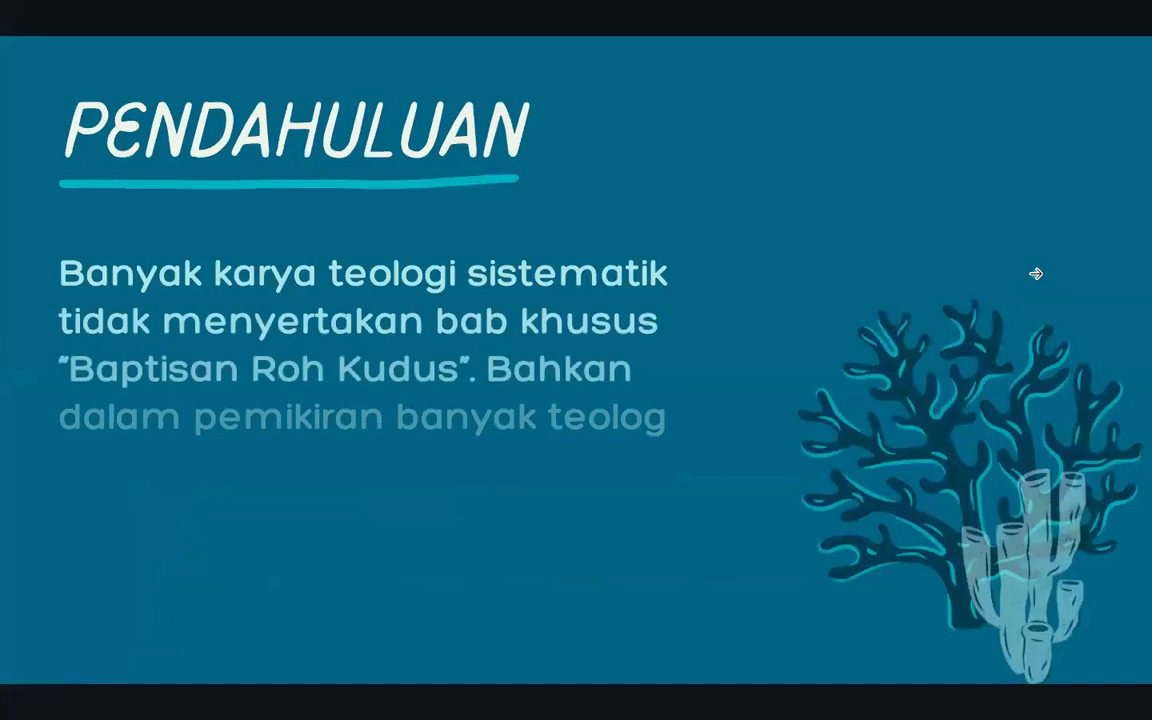 PENDAHULUAN
Banyak karya teologi sistematik
tidak menyertakan bab khusus
"Baptisan Roh Kudus". Bahkan
dalam pemikiran banyak teolog